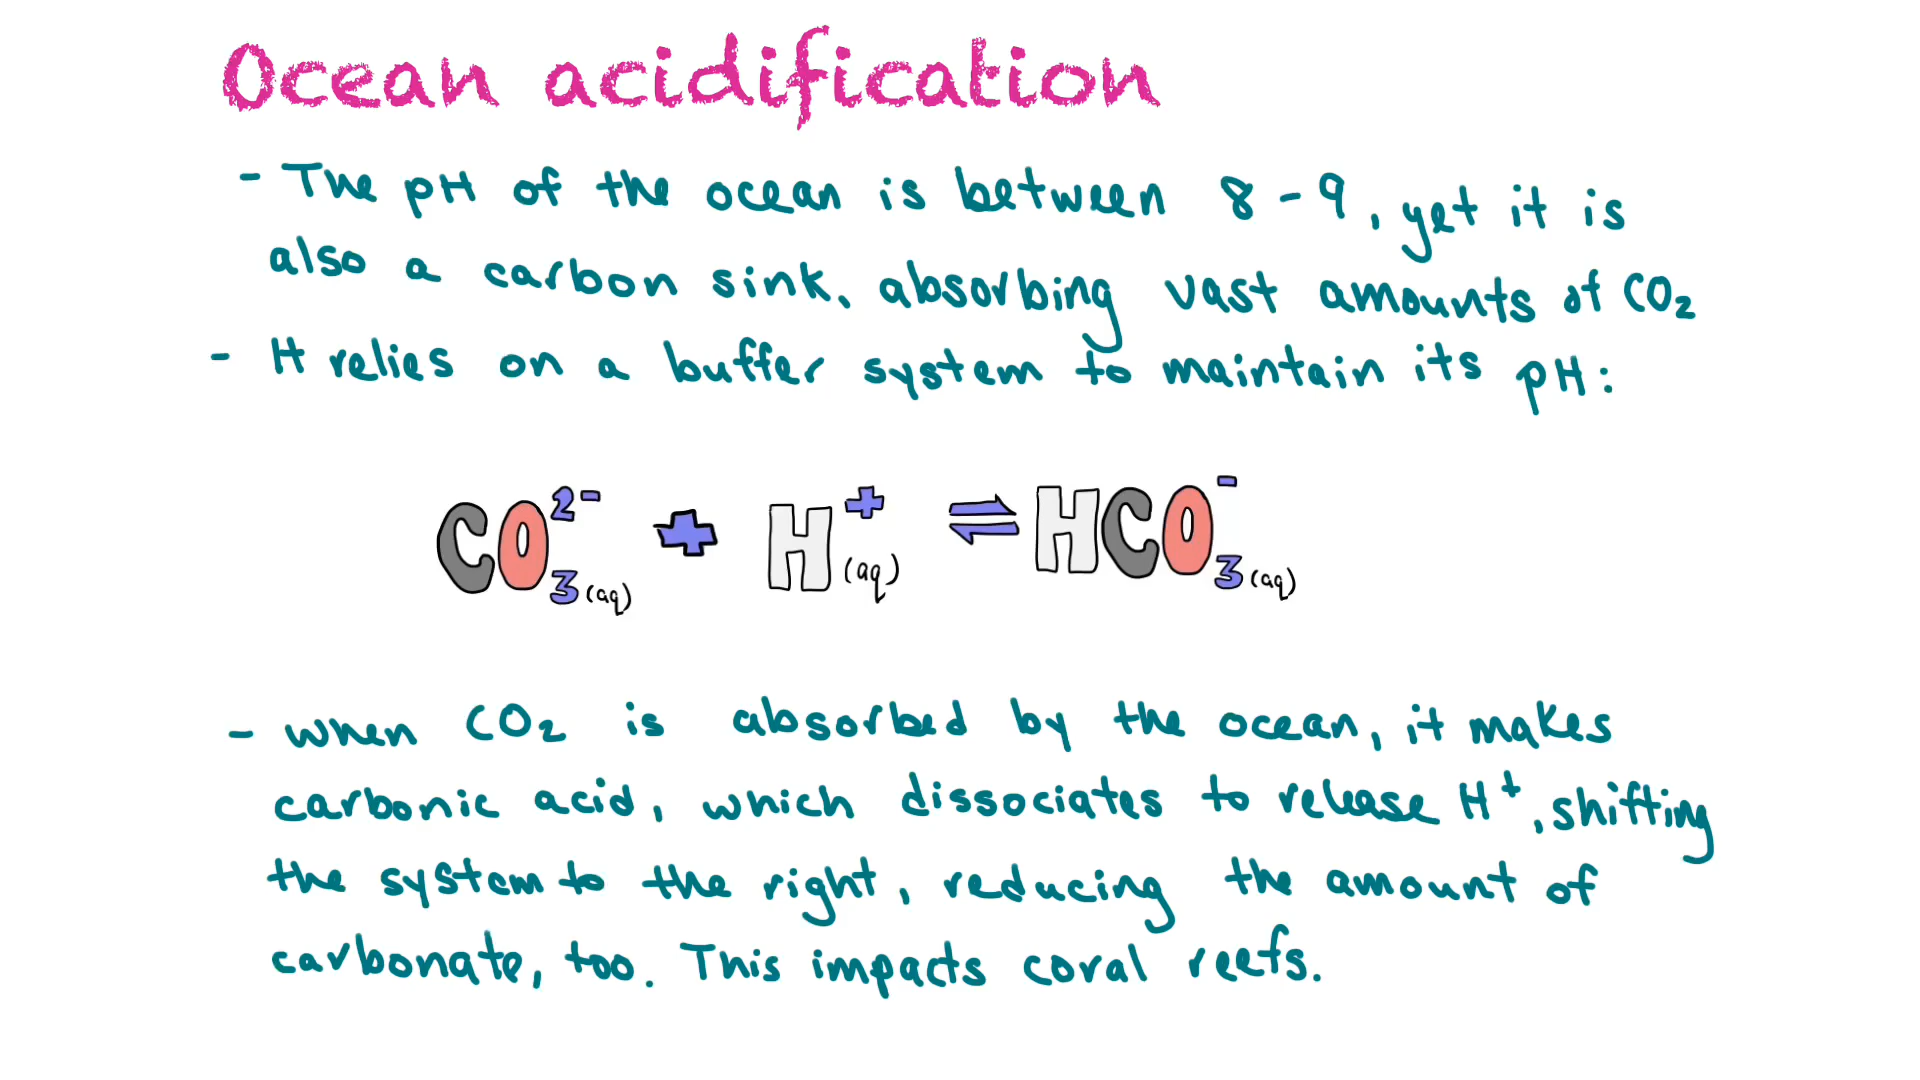 Ocean acidification
- The pH of the ocean is between 8-9, yet it is
also a carbon sink, absorbing vast amounts of CO₂
- It relies on a buffer system to maintain its pH:
CO₃²⁻(aq) + H⁺(aq) ⇌ HCO₃⁻(aq)
- when CO₂ is absorbed by the ocean, it makes
carbonic acid, which dissociates to release H⁺, shifting
the system to the right, reducing the amount of
carbonate, too. This impacts coral reefs.